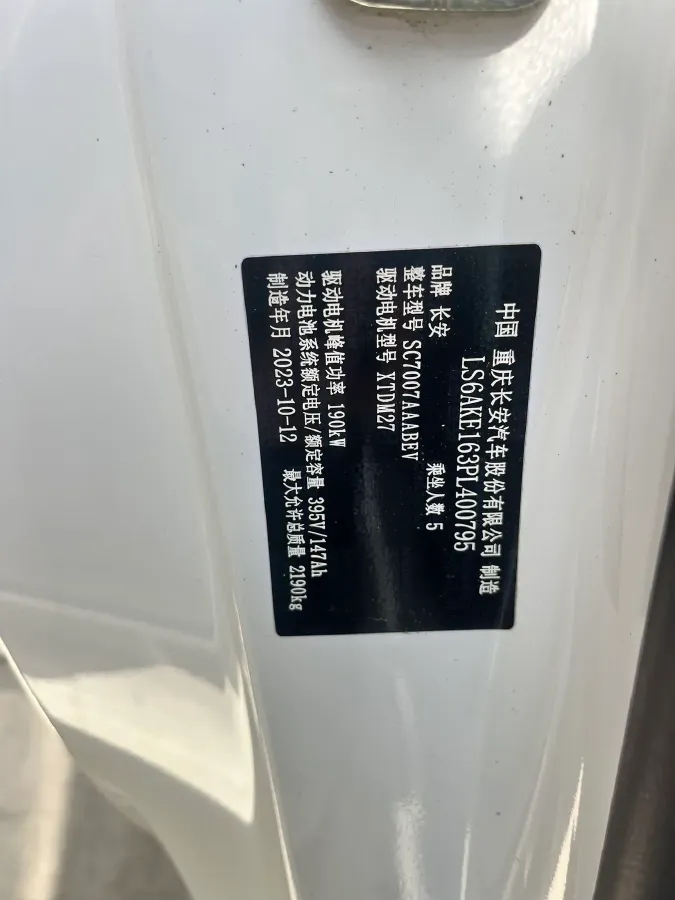 中国 重庆长安汽车股份有限公司 制造
LS6AKE163PL400795
品牌 长安 乘坐人数 5
整车型号 SC7007AAABEV
驱动电机型号 XTDM27
驱动电机峰值功率 190kW
动力电池系统额定电压/额定容量 395V/147Ah
制造年月 2023-10-12 最大允许总质量 2190kg